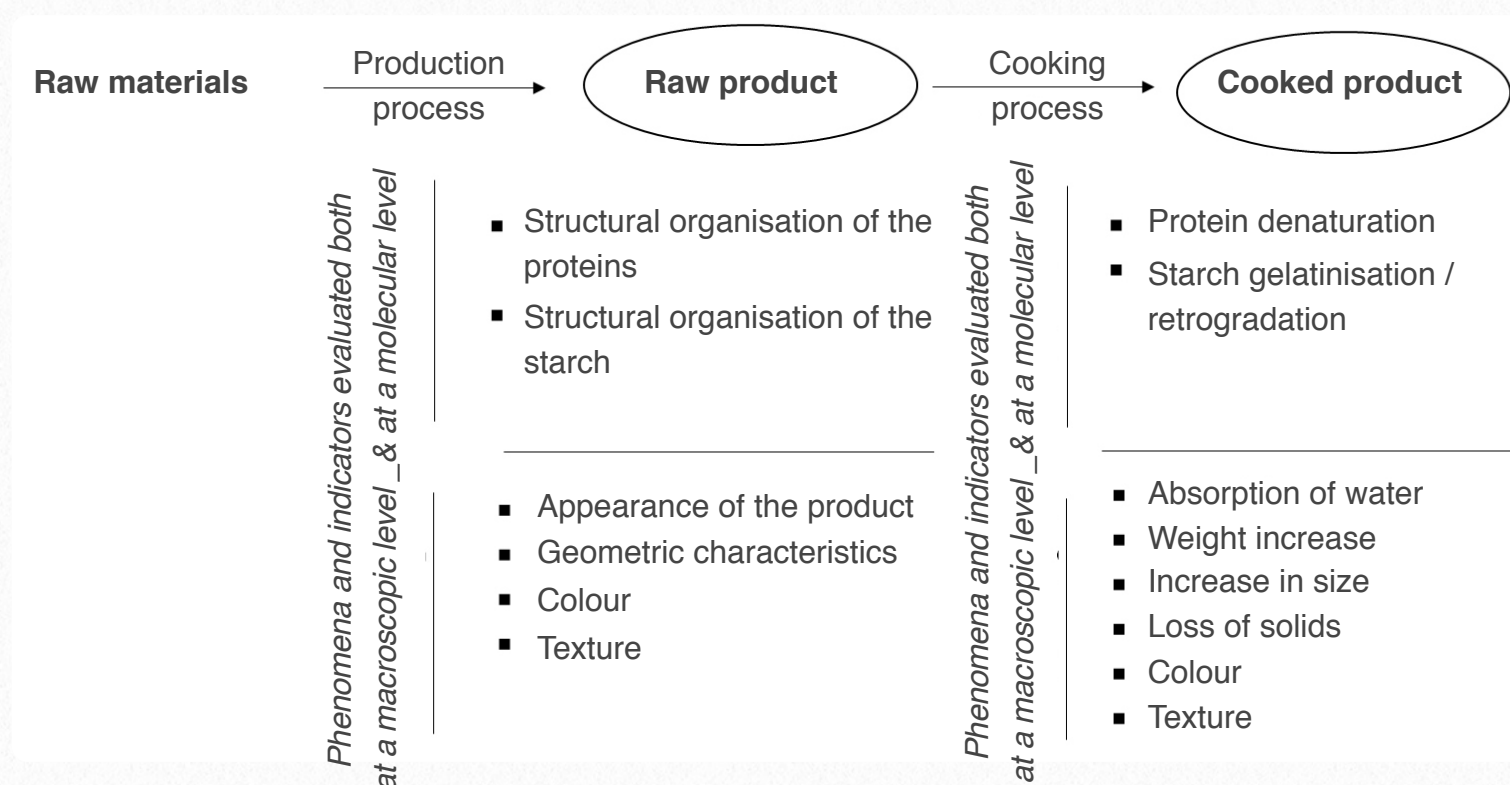 Raw materials
Production
process
Raw product
Cooking
process
Cooked product
Phenomena and indicators evaluated both
at a macroscopic level _& at a molecular level
▪ Structural organisation of the
proteins
▪ Structural organisation of the
starch
▪ Appearance of the product
▪ Geometric characteristics
▪ Colour
▪ Texture
Phenomena and indicators evaluated both
at a macroscopic level _& at a molecular level
▪ Protein denaturation
▪ Starch gelatinisation /
retrogradation
▪ Absorption of water
▪ Weight increase
▪ Increase in size
▪ Loss of solids
▪ Colour
▪ Texture